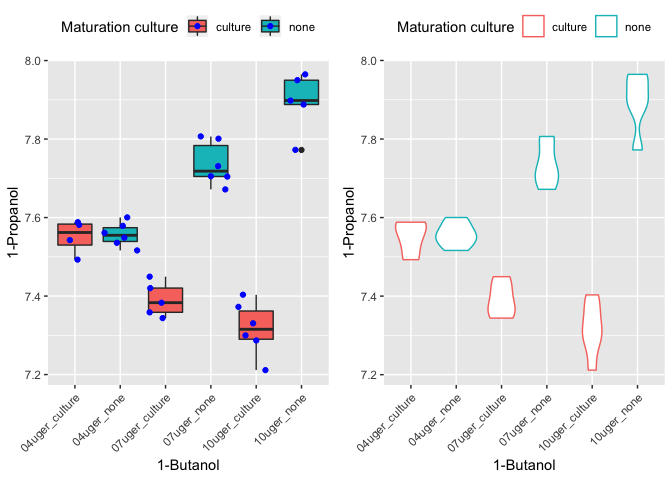 Maturation culture culture none
1-Propanol
8.0
7.8
7.6
7.4
7.2
04uger_culture
04uger_none
07uger_culture
07uger_none
10uger_culture
10uger_none
1-Butanol
Maturation culture culture none
1-Propanol
8.0
7.8
7.6
7.4
7.2
04uger_culture
04uger_none
07uger_culture
07uger_none
10uger_culture
10uger_none
1-Butanol